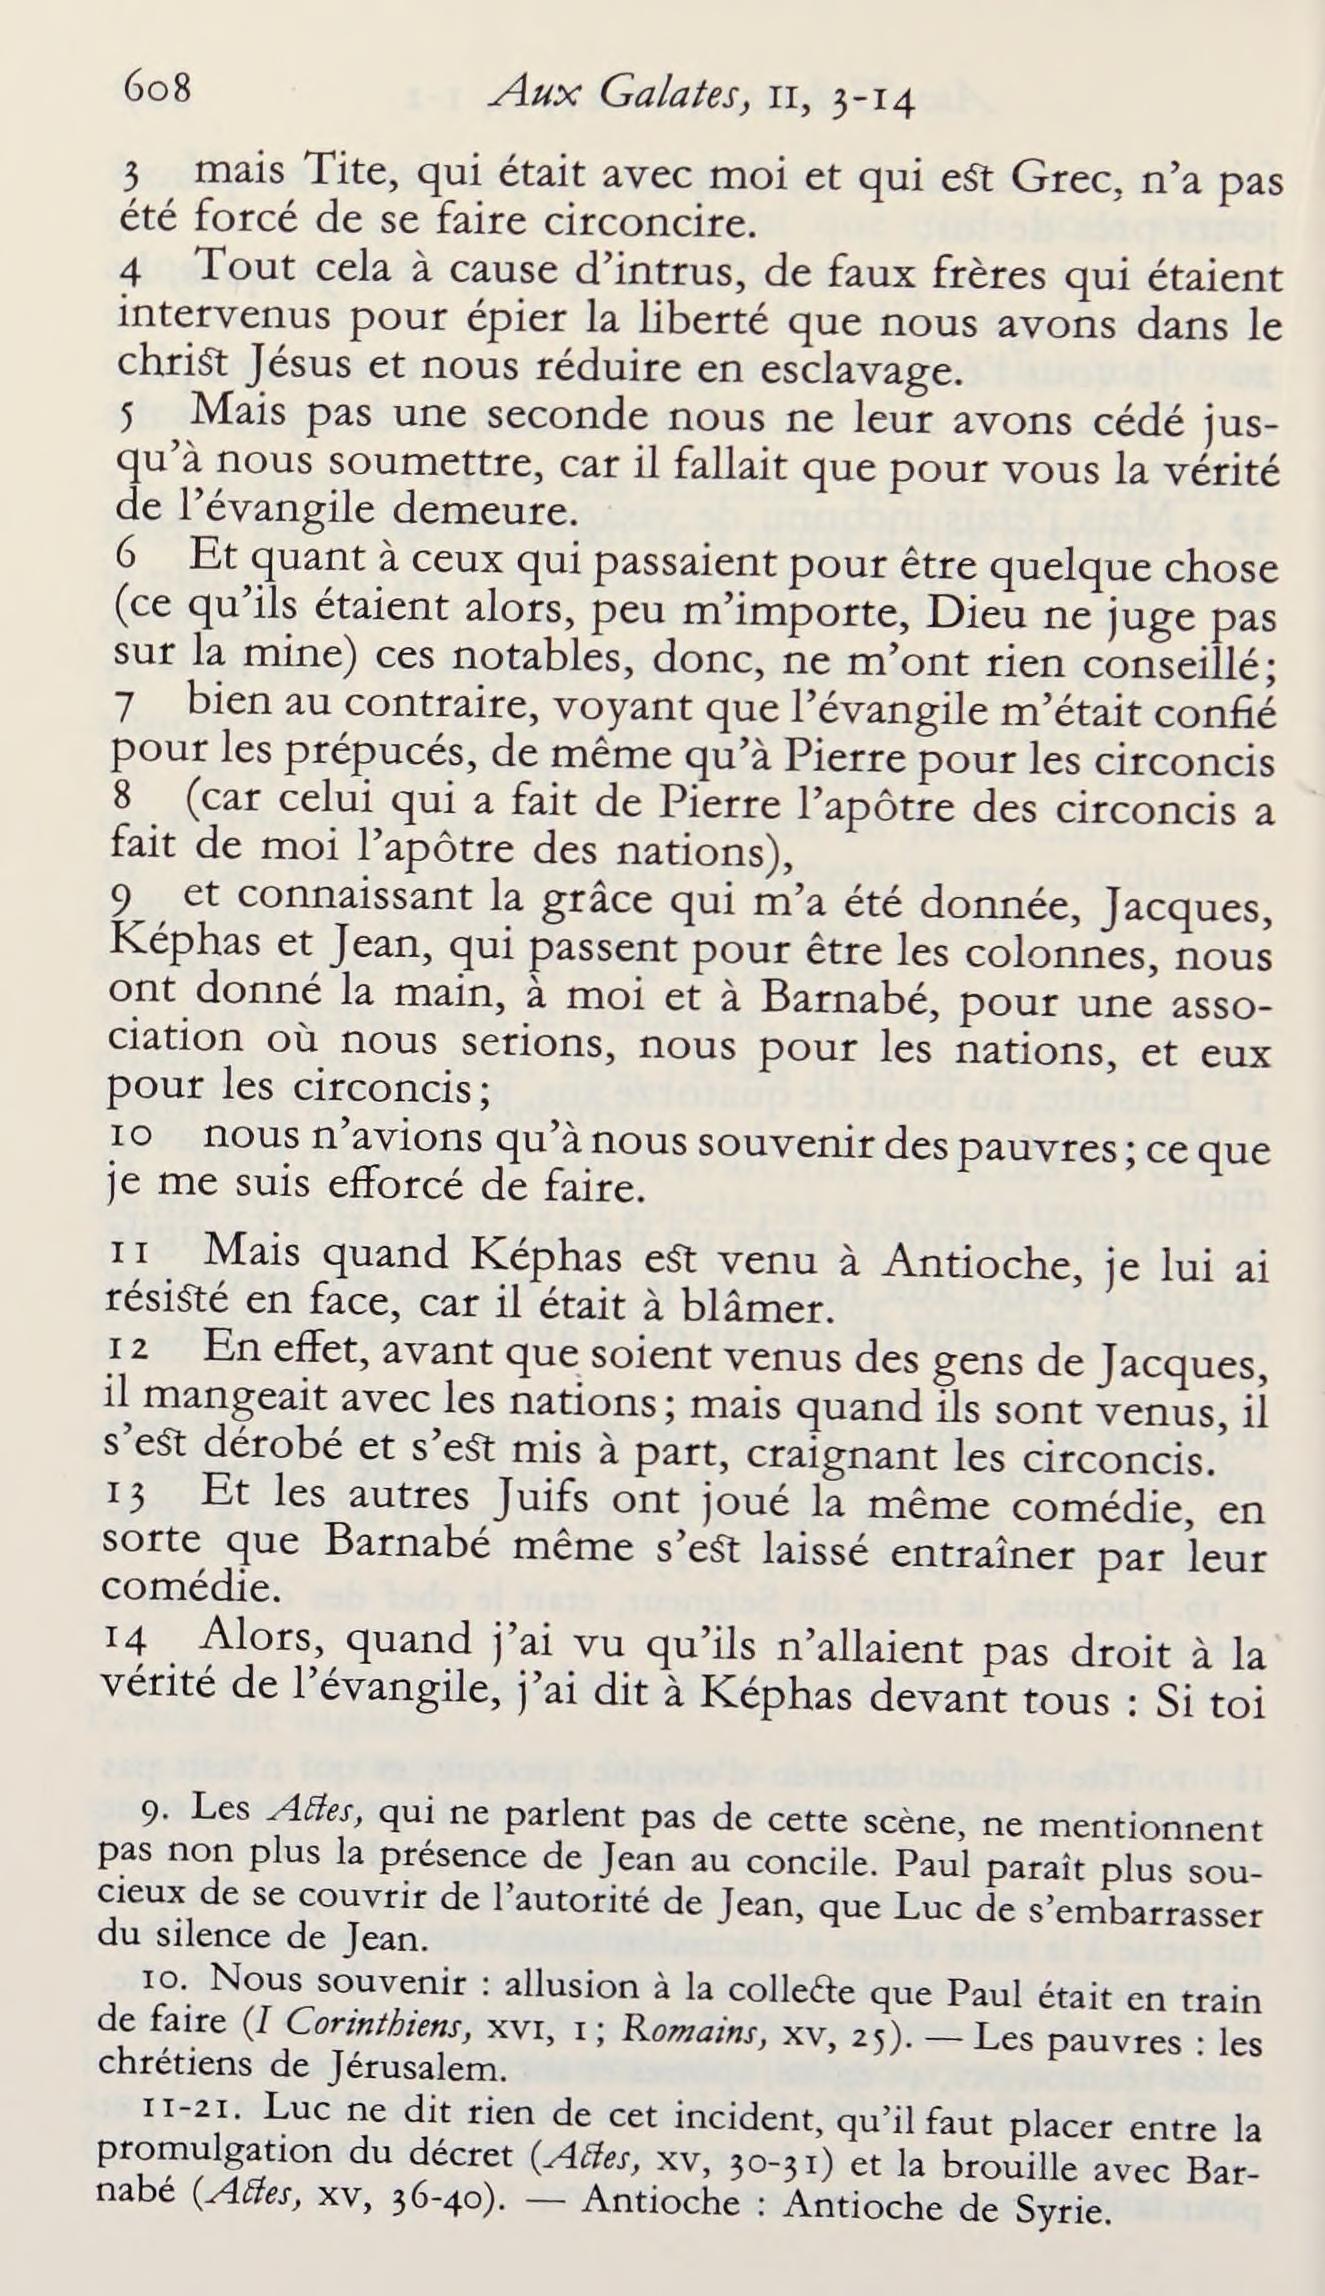 608
Aux Galates, II, 3-14
3 mais Tite, qui était avec moi et qui est Grec, n’a pas
été forcé de se faire circoncire.
4 Tout cela à cause d’intrus, de faux frères qui étaient
intervenus pour épier la liberté que nous avons dans le
christ Jésus et nous réduire en esclavage.
5 Mais pas une seconde nous ne leur avons cédé jus-
qu’à nous soumettre, car il fallait que pour vous la vérité
de l’évangile demeure.
6 Et quant à ceux qui passaient pour être quelque chose
(ce qu’ils étaient alors, peu m’importe, Dieu ne juge pas
sur la mine) ces notables, donc, ne m’ont rien conseillé;
7 bien au contraire, voyant que l’évangile m’était confié
pour les prépucés, de même qu’à Pierre pour les circoncis
8 (car celui qui a fait de Pierre l’apôtre des circoncis a
fait de moi l’apôtre des nations),
9 et connaissant la grâce qui m’a été donnée, Jacques,
Képhas et Jean, qui passent pour être les colonnes, nous
ont donné la main, à moi et à Barnabé, pour une asso-
ciation où nous serions, nous pour les nations, et eux
pour les circoncis;
10 nous n’avions qu’à nous souvenir des pauvres; ce que
je me suis efforcé de faire.
11 Mais quand Képhas est venu à Antioche, je lui ai
résisté en face, car il était à blâmer.
12 En effet, avant que soient venus des gens de Jacques,
il mangeait avec les nations; mais quand ils sont venus, il
s’est dérobé et s’est mis à part, craignant les circoncis.
13 Et les autres Juifs ont joué la même comédie, en
sorte que Barnabé même s’est laissé entraîner par leur
comédie.
14 Alors, quand j’ai vu qu’ils n’allaient pas droit à la
vérité de l’évangile, j’ai dit à Képhas devant tous : Si toi
9. Les Actes, qui ne parlent pas de cette scène, ne mentionnent
pas non plus la présence de Jean au concile. Paul paraît plus sou-
cieux de se couvrir de l’autorité de Jean, que Luc de s’embarrasser
du silence de Jean.
10. Nous souvenir : allusion à la collecte que Paul était en train
de faire (I Corinthiens, XVI, 1; Romains, XV, 25). — Les pauvres : les
chrétiens de Jérusalem.
11-21. Luc ne dit rien de cet incident, qu’il faut placer entre la
promulgation du décret (Actes, XV, 30-31) et la brouille avec Bar-
nabé (Actes, XV, 36-40). — Antioche : Antioche de Syrie.